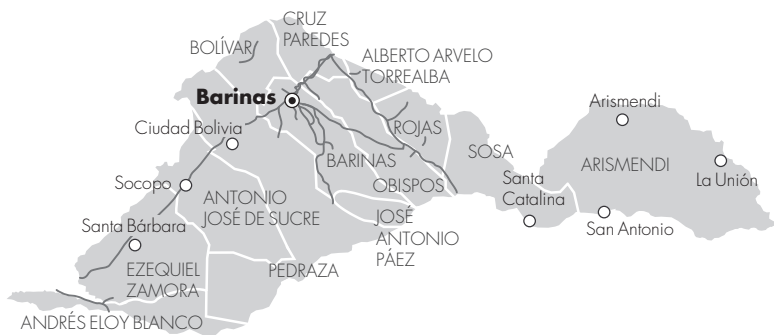 CRUZ
PAREDES
BOLÍVAR
ALBERTO ARVELO
TORREALBA
Barinas
Arismendi
Ciudad Bolivia
ROJAS
SOSA
BARINAS
ARISMENDI
La Unión
Socopo
OBISPOS
Santa
Catalina
ANTONIO
JOSÉ DE SUCRE
JOSÉ
ANTONIO
PÁEZ
San Antonio
Santa Bárbara
EZEQUIEL
ZAMORA
PEDRAZA
ANDRÉS ELOY BLANCO